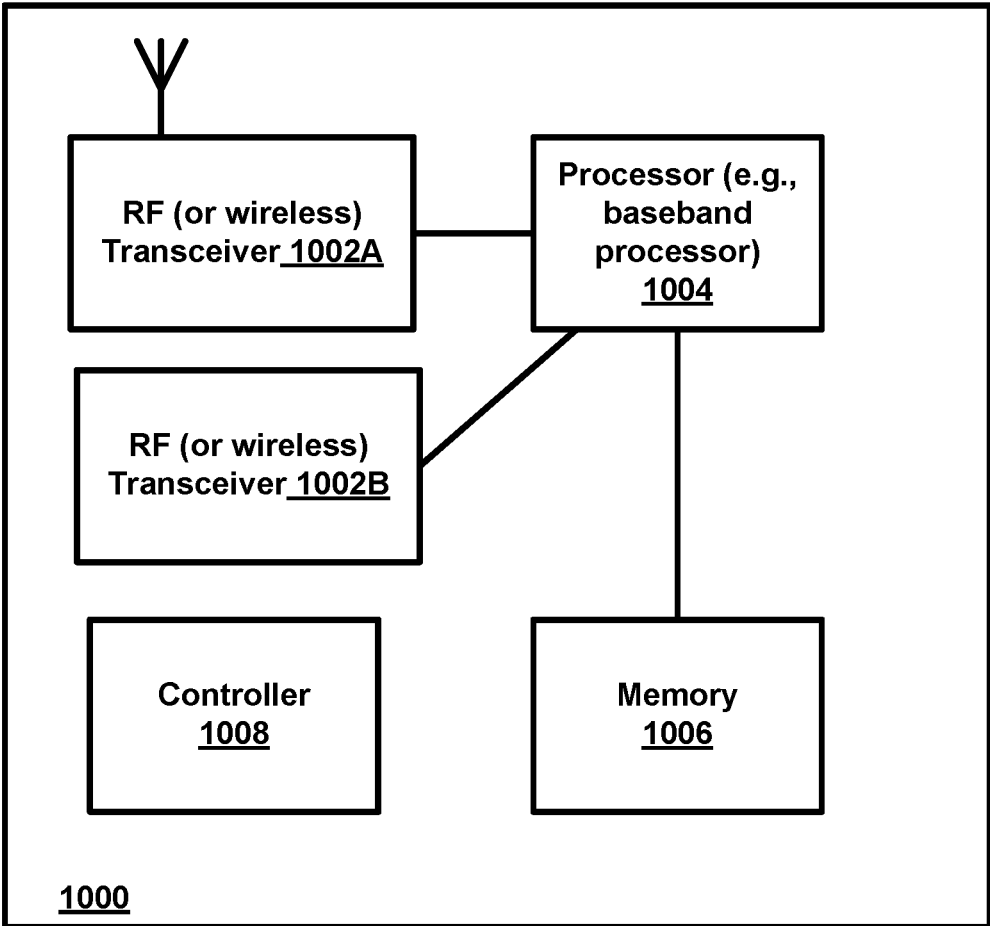 RF (or wireless)
Transceiver 1002A
Processor (e.g.,
baseband
processor)
1004
RF (or wireless)
Transceiver 1002B
Controller
1008
Memory
1006
1000